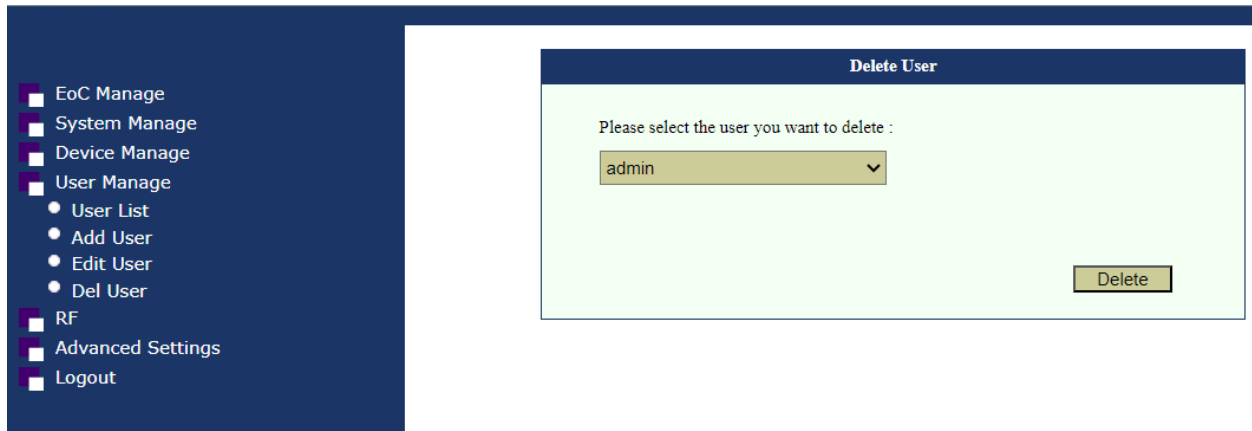 EoC Manage
System Manage
Device Manage
User Manage
User List
Add User
Edit User
Del User
RF
Advanced Settings
Logout
Delete User
Please select the user you want to delete :
admin
Delete